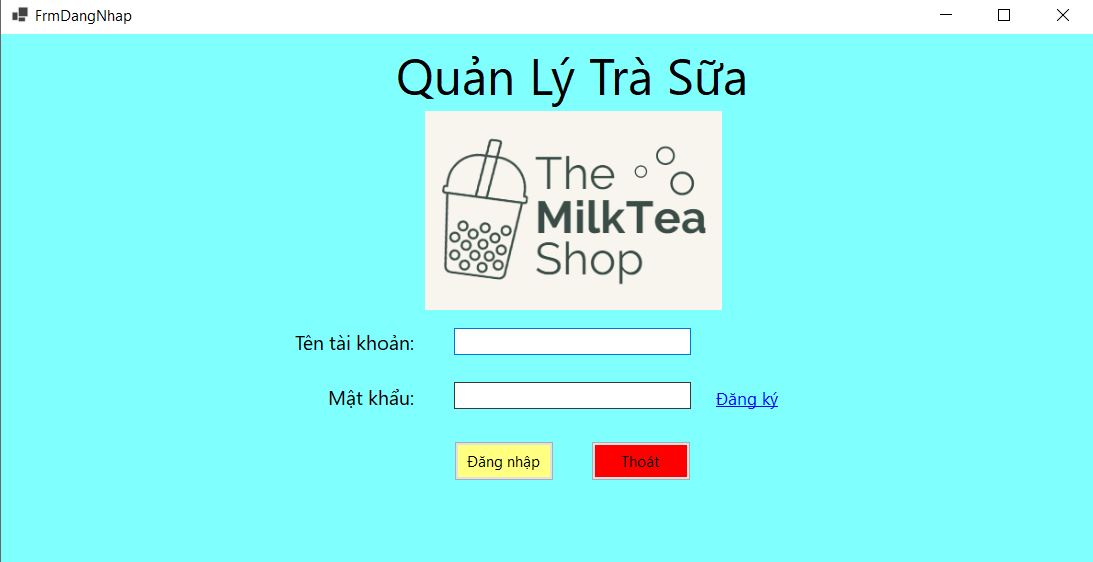 FrmDangNhap
Quản Lý Trà Sữa
The
MilkTea
Shop
Tên tài khoản:
Mật khẩu:
Đăng ký
Đăng nhập
Thoát